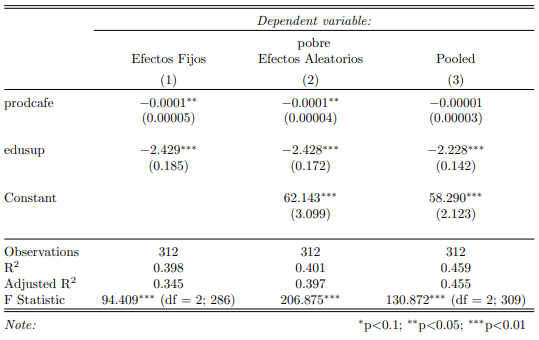 Dependent variable:
pobre
Efectos Fijos Efectos Aleatorios Pooled
(1) (2) (3)
prodcafe −0.0001** −0.0001** −0.00001
(0.00005) (0.00004) (0.00003)
edusup −2.429*** −2.428*** −2.228***
(0.185) (0.172) (0.142)
Constant 62.143*** 58.290***
(3.099) (2.123)
Observations 312 312 312
R² 0.398 0.401 0.459
Adjusted R² 0.345 0.397 0.455
F Statistic 94.409*** (df = 2; 286) 206.875*** 130.872*** (df = 2; 309)
Note: *p<0.1; **p<0.05; ***p<0.01